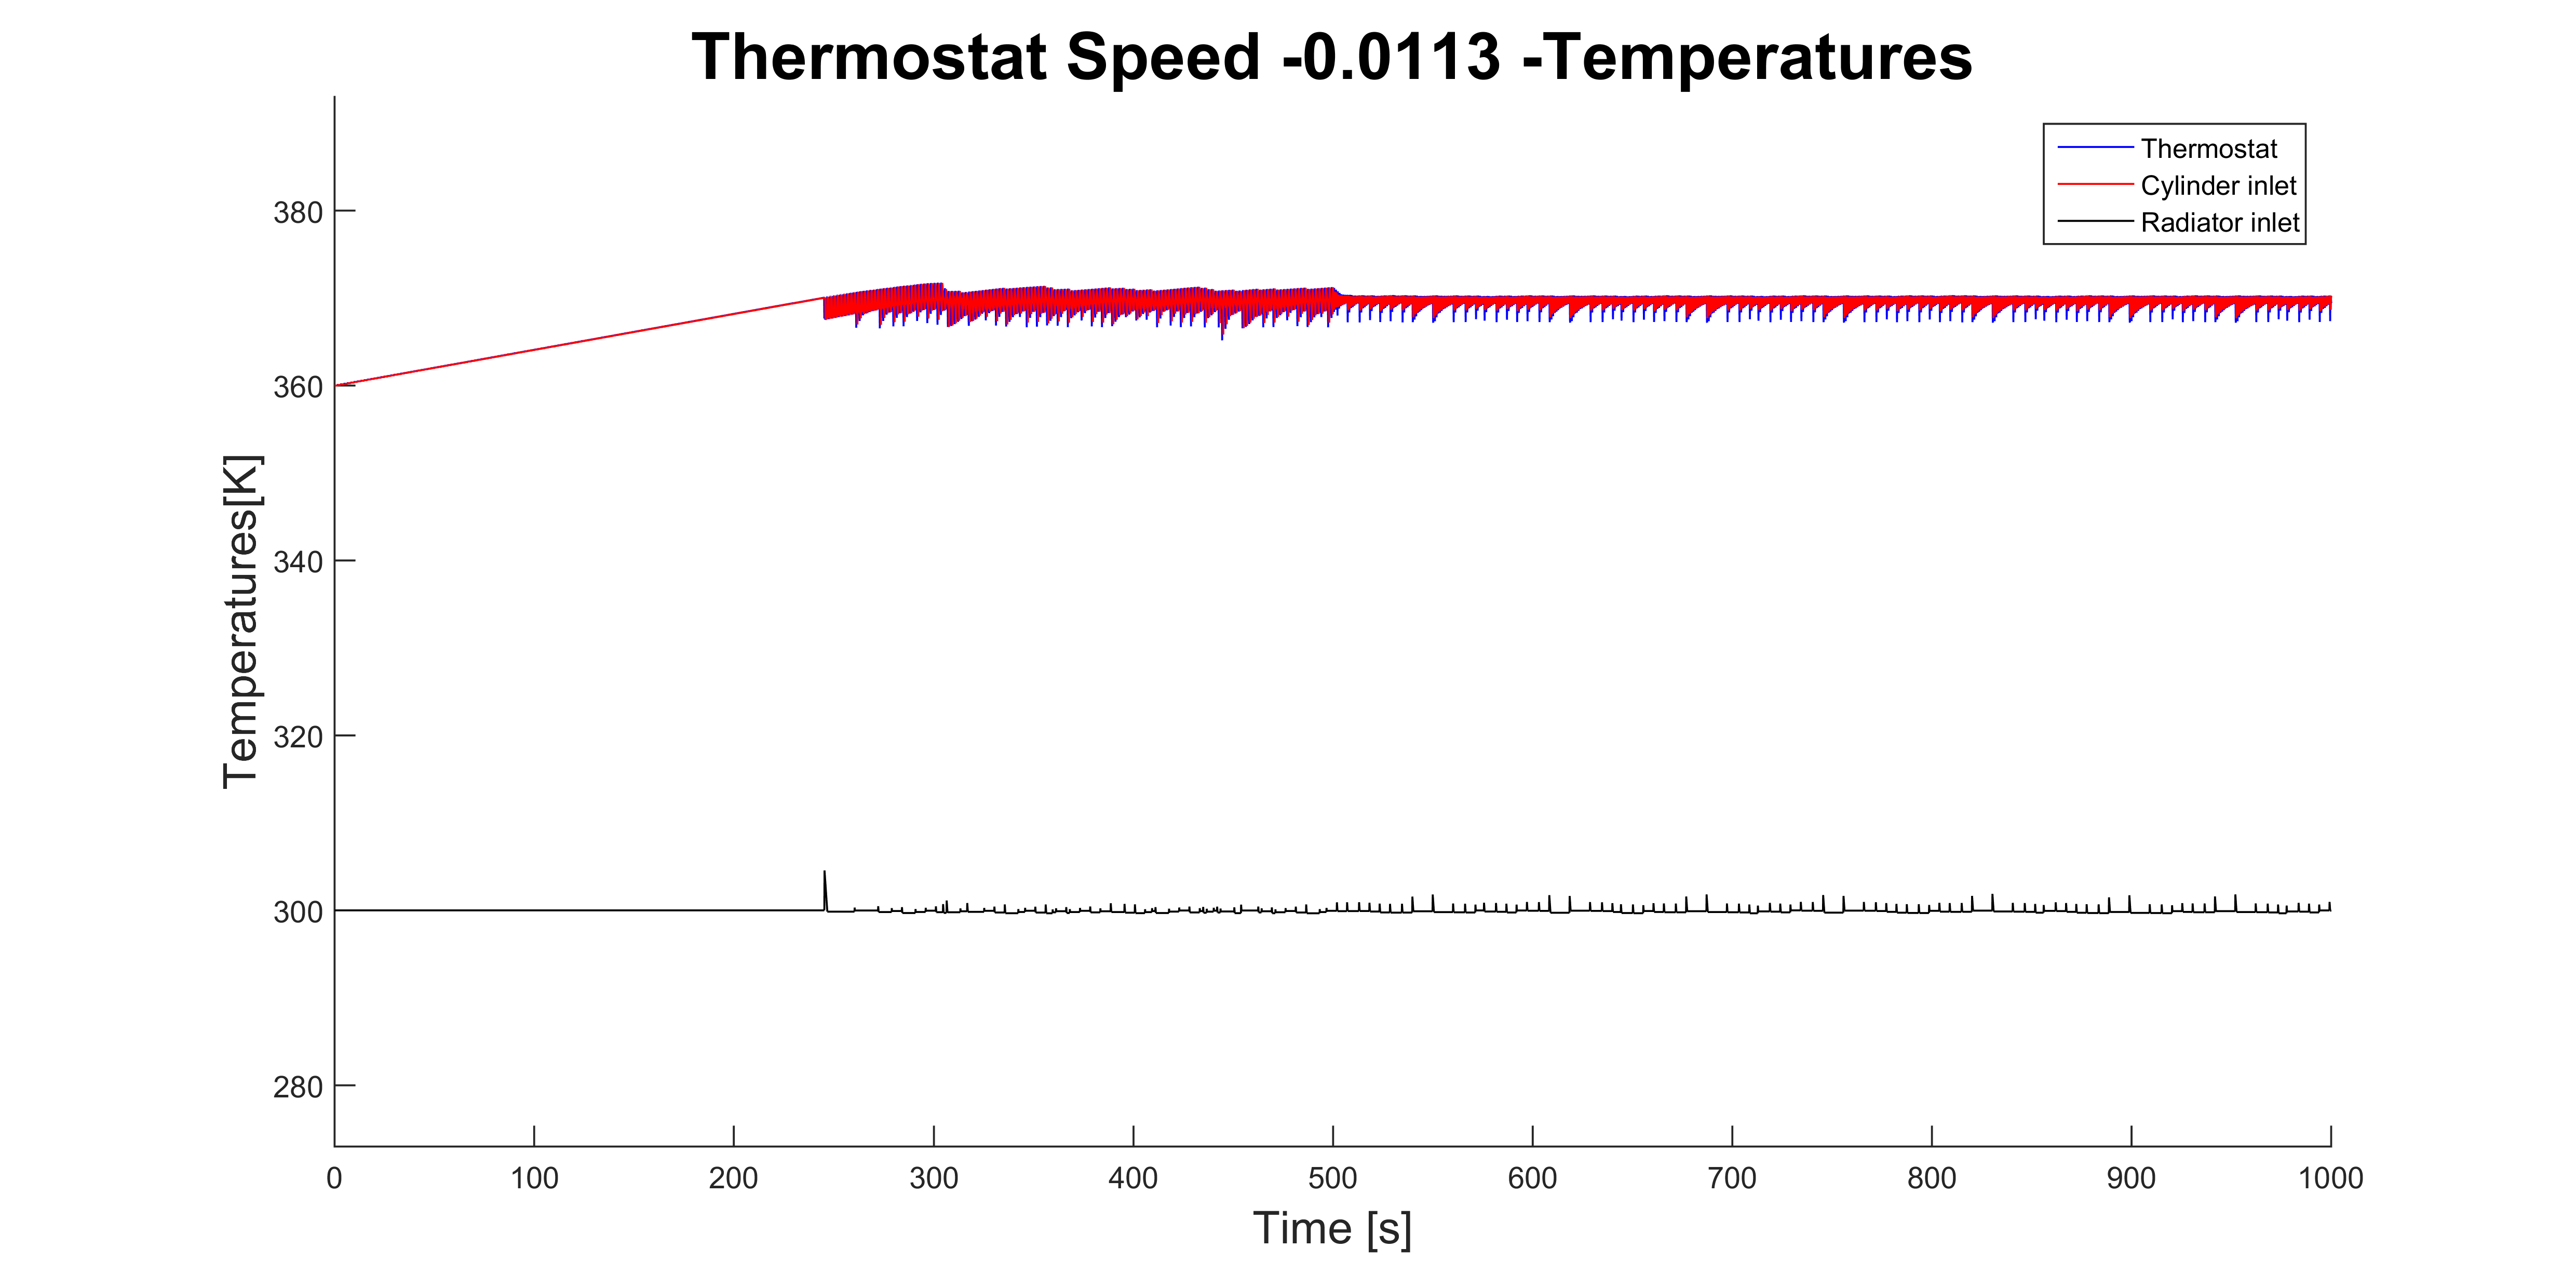 Thermostat Speed -0.0113 -Temperatures
Thermostat
Cylinder inlet
Radiator inlet
Temperatures[K]
380
360
340
320
300
280
0 100 200 300 400 500 600 700 800 900 1000
Time [s]